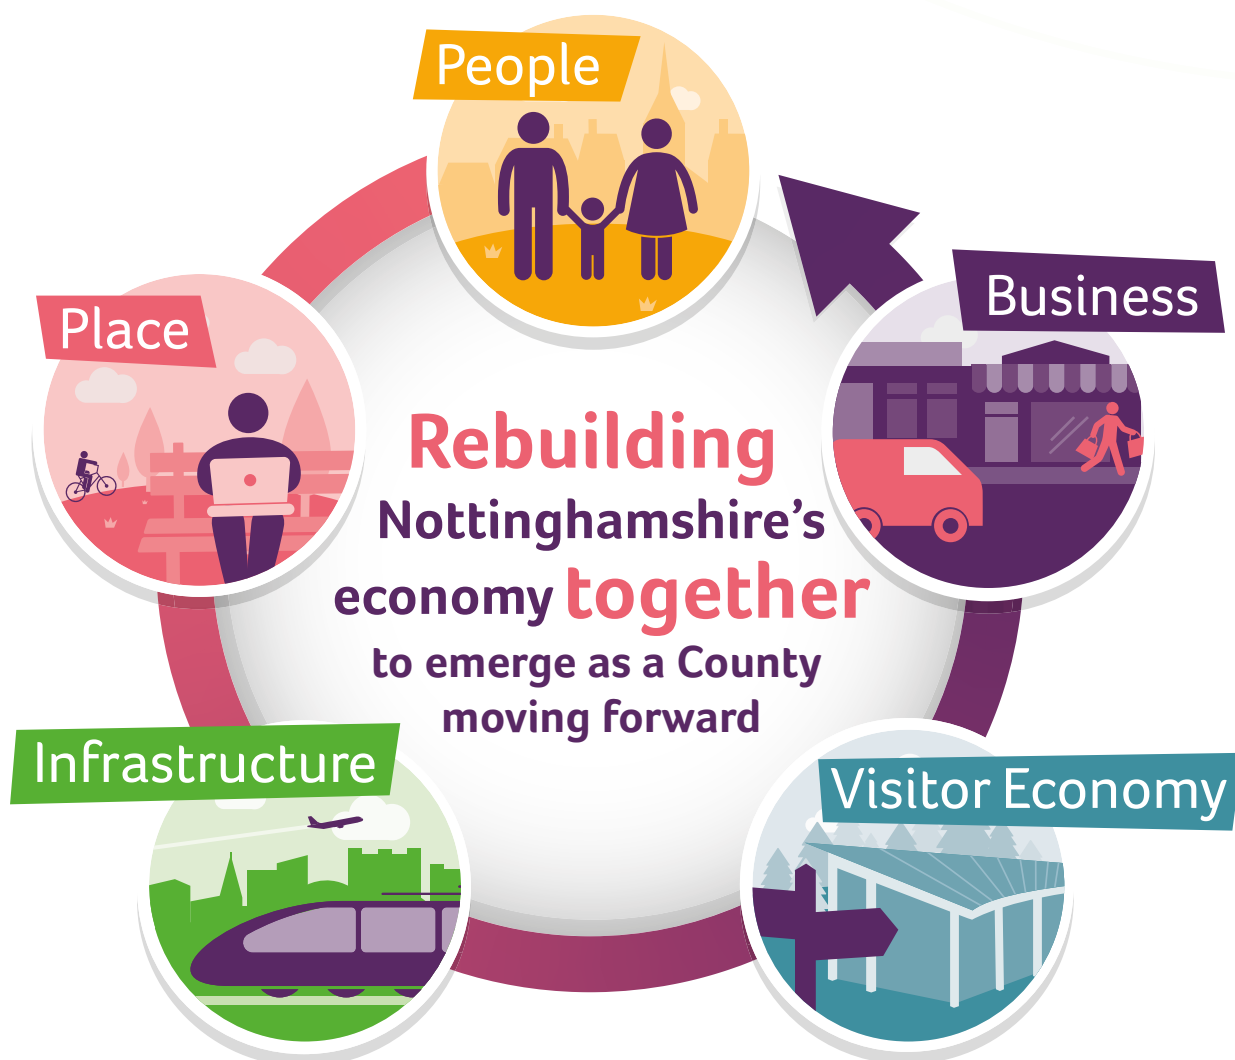 People
Business
Place
Rebuilding
Nottinghamshire’s
economy together
to emerge as a County
moving forward
Infrastructure
Visitor Economy